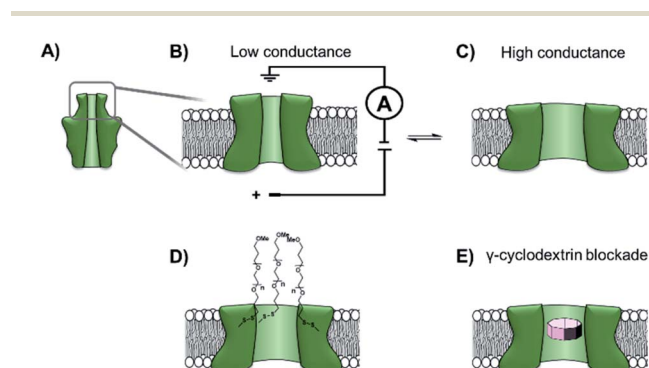 A)
B)
Low conductance
A
+
C)
High conductance
D)
OMe
OMe
MeO
O
O
O
O
n
O
n
O
n
S-S
S-S
S-S
E) γ-cyclodextrin blockade